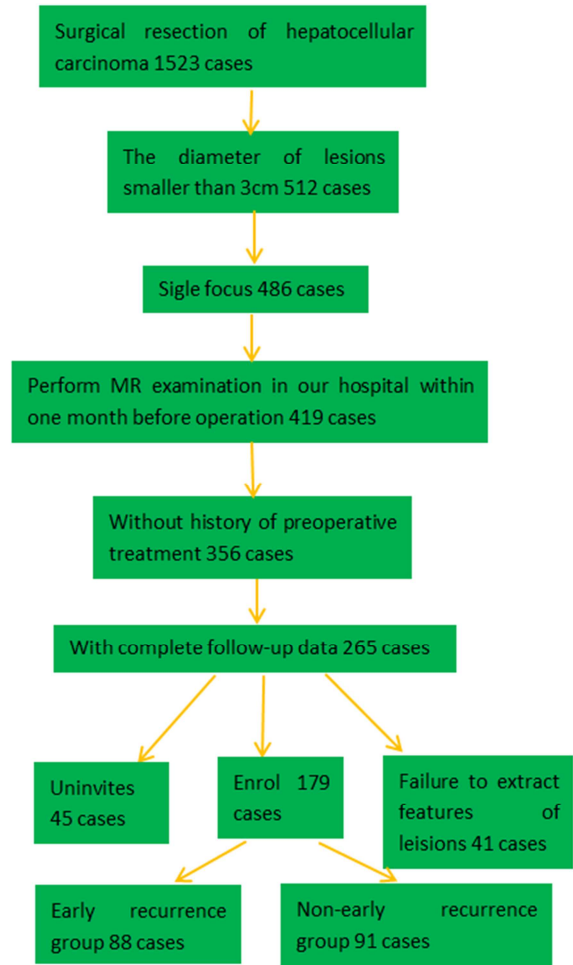 Surgical resection of hepatocellular
carcinoma 1523 cases
The diameter of lesions
smaller than 3cm 512 cases
Sigle focus 486 cases
Perform MR examination in our hospital within
one month before operation 419 cases
Without history of preoperative
treatment 356 cases
With complete follow-up data 265 cases
Uninvites
45 cases
Enrol 179
cases
Failure to extract
features of
leisions 41 cases
Early recurrence
group 88 cases
Non-early recurrence
group 91 cases